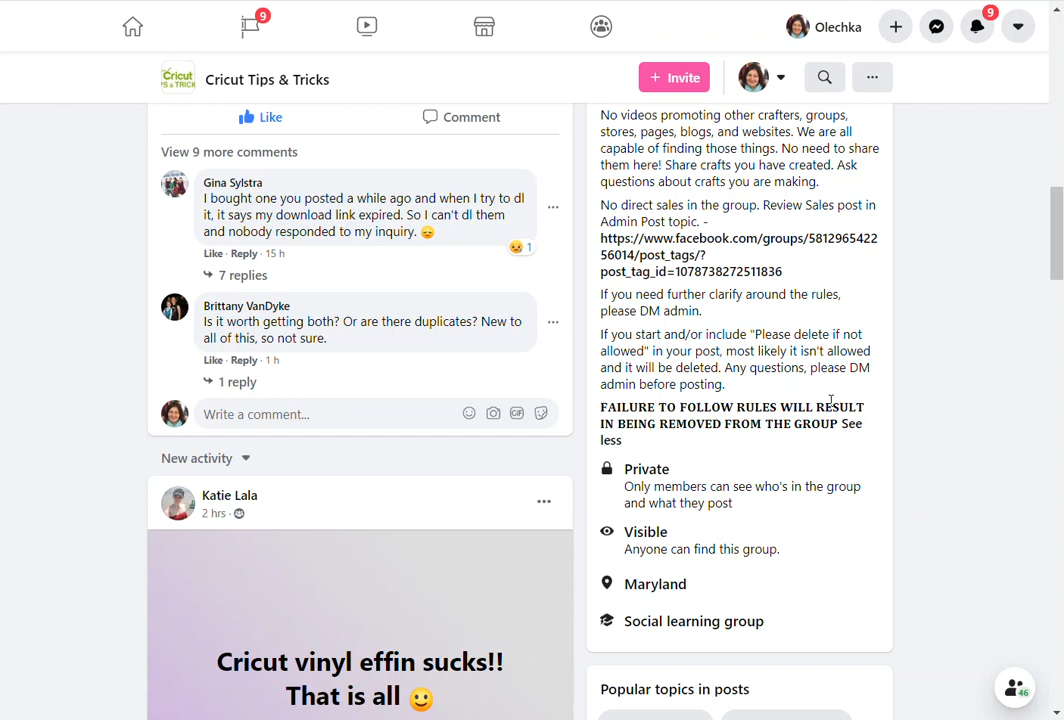 9
Olechka
9
Cricut
PS & TRICK
Cricut Tips & Tricks
+ Invite
Like
Comment
View 9 more comments
Gina Sylstra
I bought one you posted a while ago and when I try to dl
it, it says my download link expired. So I can't dl them
and nobody responded to my inquiry. 😞
😢 1
Like · Reply · 15 h
7 replies
Brittany VanDyke
Is it worth getting both? Or are there duplicates? New to
all of this, so not sure.
Like · Reply · 1 h
1 reply
Write a comment...
GIF
New activity
Katie Lala
2 hrs ·
Cricut vinyl effin sucks!!
That is all 🙂
No videos promoting other crafters, groups,
stores, pages, blogs, and websites. We are all
capable of finding those things. No need to share
them here! Share crafts you have created. Ask
questions about crafts you are making.
No direct sales in the group. Review Sales post in
Admin Post topic. -
https://www.facebook.com/groups/5812965422
56014/post_tags/?
post_tag_id=1078738272511836
If you need further clarify around the rules,
please DM admin.
If you start and/or include "Please delete if not
allowed" in your post, most likely it isn't allowed
and it will be deleted. Any questions, please DM
admin before posting.
FAILURE TO FOLLOW RULES WILL RESULT
IN BEING REMOVED FROM THE GROUP See
less
Private
Only members can see who's in the group
and what they post
Visible
Anyone can find this group.
Maryland
Social learning group
Popular topics in posts
46